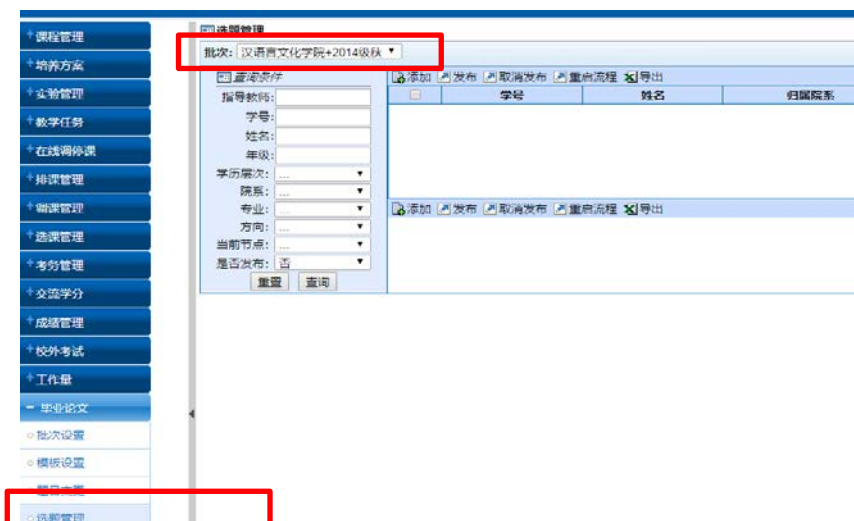 选题管理
批次: 汉语言文化学院+2014级秋
+课程管理
+培养方案
+实验管理
+教学任务
+在线调停课
+排课管理
+选课管理
+考务管理
+交流学分
+成绩管理
+校外考试
+工作量
- 毕业论文
批次设置
模板设置
题目变更
选题管理
查询条件
指导教师:
学号:
姓名:
年级:
学历层次: ...
院系: ...
专业: ...
方向: ...
当前节点: ...
是否发布: 否
重置 查询
添加 发布 取消发布 重启流程 导出
学号 姓名 归属院系
添加 发布 取消发布 重启流程 导出